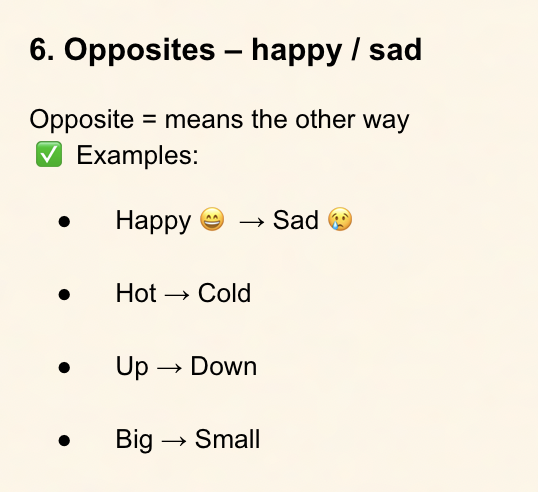 6. Opposites – happy / sad
Opposite = means the other way
✅ Examples:
● Happy 😄 → Sad 😢
● Hot → Cold
● Up → Down
● Big → Small